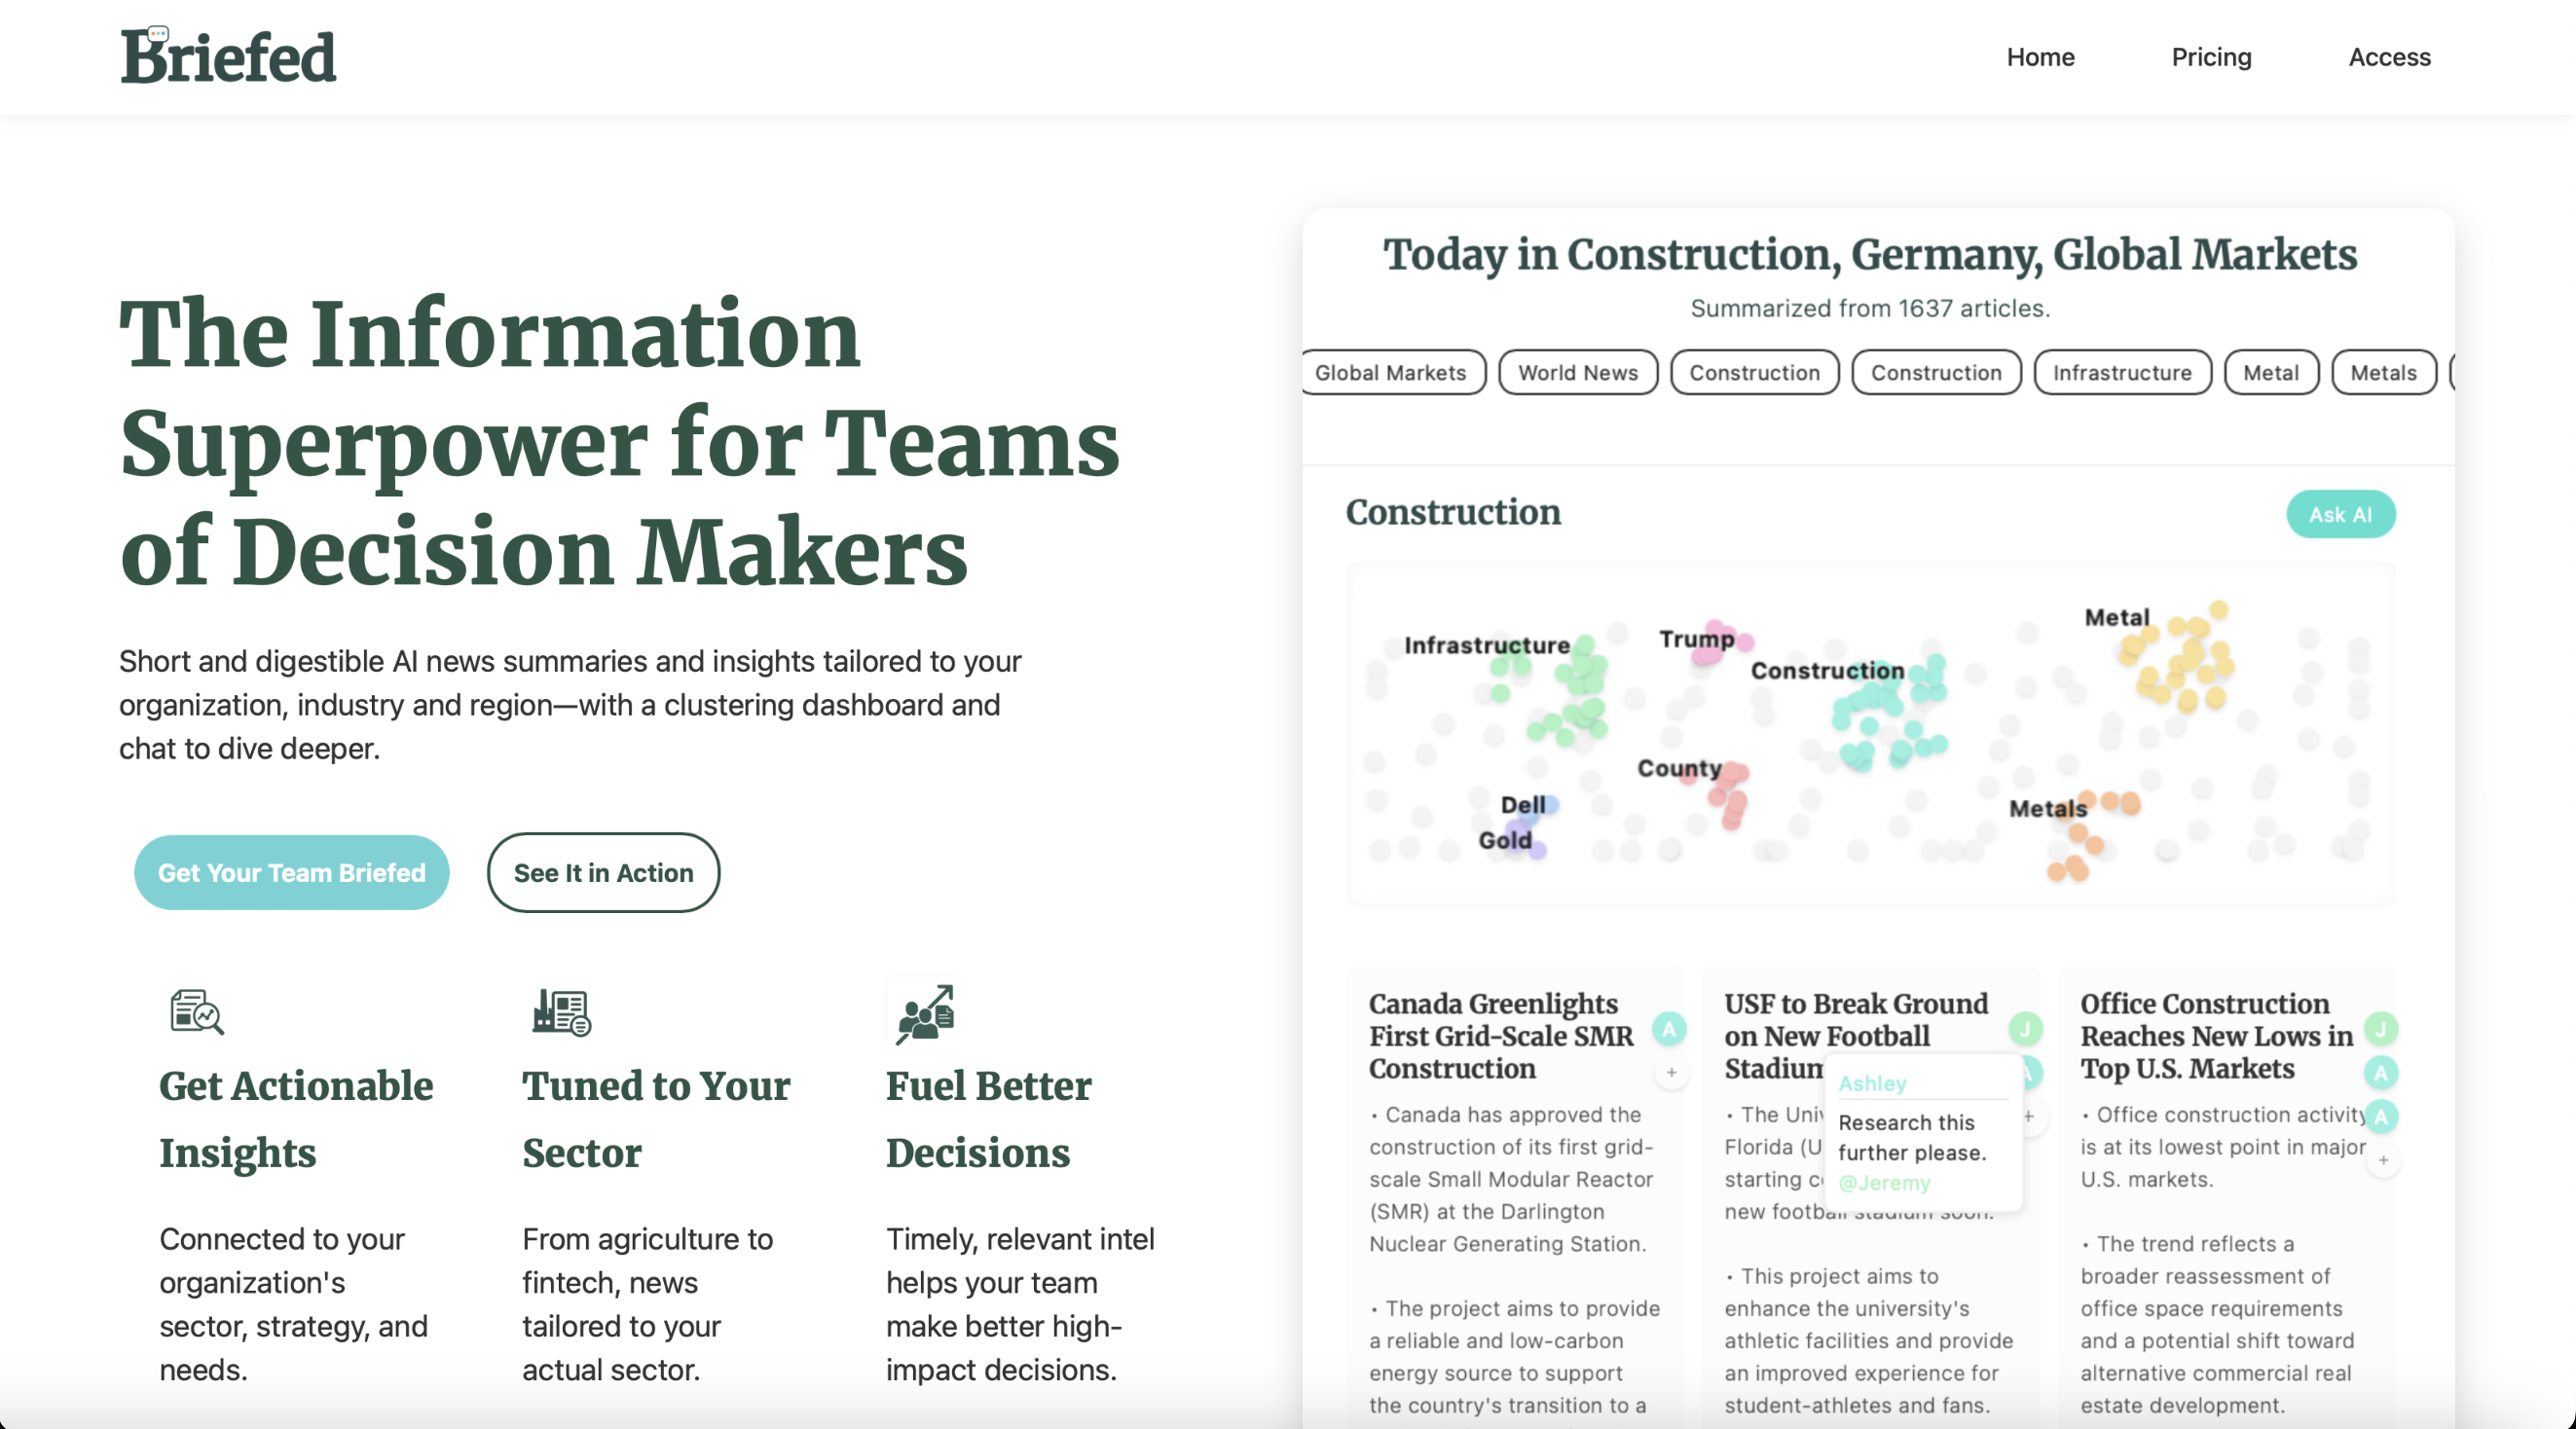 Briefed
Home
Pricing
Access
The Information
Superpower for Teams
of Decision Makers
Short and digestible AI news summaries and insights tailored to your
organization, industry and region—with a clustering dashboard and
chat to dive deeper.
Get Your Team Briefed
See It in Action
Get Actionable
Insights
Connected to your
organization's
sector, strategy, and
needs.
Tuned to Your
Sector
From agriculture to
fintech, news
tailored to your
actual sector.
Fuel Better
Decisions
Timely, relevant intel
helps your team
make better high-
impact decisions.
Today in Construction, Germany, Global Markets
Summarized from 1637 articles.
Global Markets
World News
Construction
Construction
Infrastructure
Metal
Metals
Construction
Ask AI
Infrastructure
Trump
Construction
Metal
County
Dell
Gold
Metals
Canada Greenlights
First Grid-Scale SMR
Construction
A
+
• Canada has approved the
construction of its first grid-
scale Small Modular Reactor
(SMR) at the Darlington
Nuclear Generating Station.
• The project aims to provide
a reliable and low-carbon
energy source to support
the country's transition to a
USF to Break Ground
on New Football
Stadium
J
A
+
Ashley
Research this
further please.
@Jeremy
• The
Florida
starting
new football stadium soon.
• This project aims to
enhance the university's
athletic facilities and provide
an improved experience for
student-athletes and fans.
Office Construction
Reaches New Lows in
Top U.S. Markets
J
A
A
+
• Office construction activity
is at its lowest point in major
U.S. markets.
• The trend reflects a
broader reassessment of
office space requirements
and a potential shift toward
alternative commercial real
estate development.